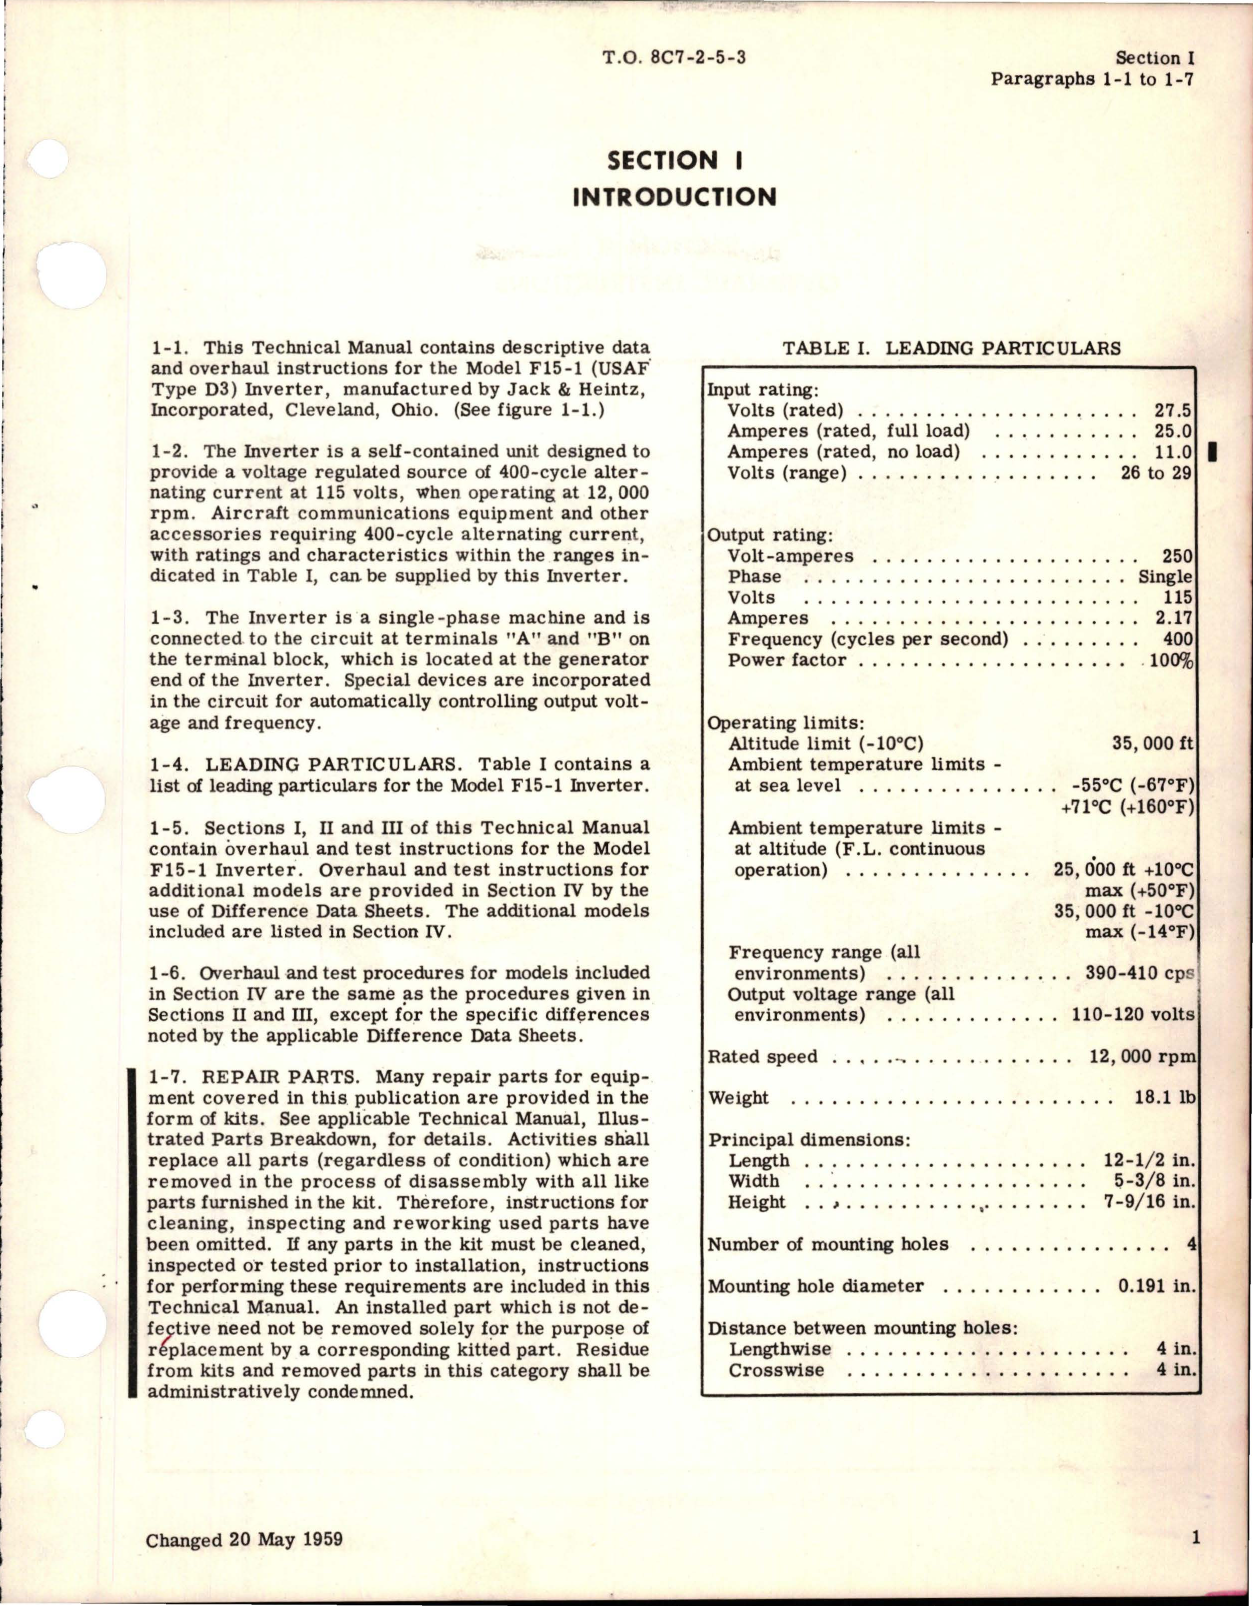 T.O. 8C7-2-5-3
Section I
Paragraphs 1-1 to 1-7
SECTION I
INTRODUCTION
1-1. This Technical Manual contains descriptive data
and overhaul instructions for the Model F15-1 (USAF
Type D3) Inverter, manufactured by Jack & Heintz,
Incorporated, Cleveland, Ohio. (See figure 1-1.)
1-2. The Inverter is a self-contained unit designed to
provide a voltage regulated source of 400-cycle alter-
nating current at 115 volts, when operating at 12,000
rpm. Aircraft communications equipment and other
accessories requiring 400-cycle alternating current,
with ratings and characteristics within the ranges in-
dicated in Table I, can be supplied by this Inverter.
1-3. The Inverter is a single-phase machine and is
connected to the circuit at terminals "A" and "B" on
the terminal block, which is located at the generator
end of the Inverter. Special devices are incorporated
in the circuit for automatically controlling output volt-
age and frequency.
1-4. LEADING PARTICULARS. Table I contains a
list of leading particulars for the Model F15-1 Inverter.
1-5. Sections I, II and III of this Technical Manual
contain overhaul and test instructions for the Model
F15-1 Inverter. Overhaul and test instructions for
additional models are provided in Section IV by the
use of Difference Data Sheets. The additional models
included are listed in Section IV.
1-6. Overhaul and test procedures for models included
in Section IV are the same as the procedures given in
Sections II and III, except for the specific differences
noted by the applicable Difference Data Sheets.
1-7. REPAIR PARTS. Many repair parts for equip-
ment covered in this publication are provided in the
form of kits. See applicable Technical Manual, Illus-
trated Parts Breakdown, for details. Activities shall
replace all parts (regardless of condition) which are
removed in the process of disassembly with all like
parts furnished in the kit. Therefore, instructions for
cleaning, inspecting and reworking used parts have
been omitted. If any parts in the kit must be cleaned,
inspected or tested prior to installation, instructions
for performing these requirements are included in this
Technical Manual. An installed part which is not de-
fective need not be removed solely for the purpose of
replacement by a corresponding kitted part. Residue
from kits and removed parts in this category shall be
administratively condemned.
TABLE I. LEADING PARTICULARS
Input rating:
Volts (rated) . . . . . . . . . . . . . . . . . . . . . 27.5
Amperes (rated, full load) . . . . . . . . . . . 25.0
Amperes (rated, no load) . . . . . . . . . . . . 11.0
Volts (range) . . . . . . . . . . . . . . . . . . 26 to 29
Output rating:
Volt-amperes . . . . . . . . . . . . . . . . . . . . 250
Phase . . . . . . . . . . . . . . . . . . . . . . . . Single
Volts . . . . . . . . . . . . . . . . . . . . . . . . . 115
Amperes . . . . . . . . . . . . . . . . . . . . . . . 2.17
Frequency (cycles per second) . . . . . . . . . 400
Power factor . . . . . . . . . . . . . . . . . . . . . 100%
Operating limits:
Altitude limit (-10°C) 35,000 ft
Ambient temperature limits -
at sea level . . . . . . . . . . . . . . . -55°C (-67°F)
+71°C (+160°F)
Ambient temperature limits -
at altitude (F.L. continuous
operation) . . . . . . . . . . . . . . 25,000 ft +10°C
max (+50°F)
35,000 ft -10°C
max (-14°F)
Frequency range (all
environments) . . . . . . . . . . . . . . 390-410 cps
Output voltage range (all
environments) . . . . . . . . . . . . . 110-120 volts
Rated speed . . . . . . . . . . . . . . . . . . 12,000 rpm
Weight . . . . . . . . . . . . . . . . . . . . . . . . 18.1 lb
Principal dimensions:
Length . . . . . . . . . . . . . . . . . . . . . 12-1/2 in.
Width . . . . . . . . . . . . . . . . . . . . . 5-3/8 in.
Height . . . . . . . . . . . . . . . . . . . . . 7-9/16 in.
Number of mounting holes . . . . . . . . . . . . . . . 4
Mounting hole diameter . . . . . . . . . . . . 0.191 in.
Distance between mounting holes:
Lengthwise . . . . . . . . . . . . . . . . . . . . . 4 in.
Crosswise . . . . . . . . . . . . . . . . . . . . . 4 in.
Changed 20 May 1959
1